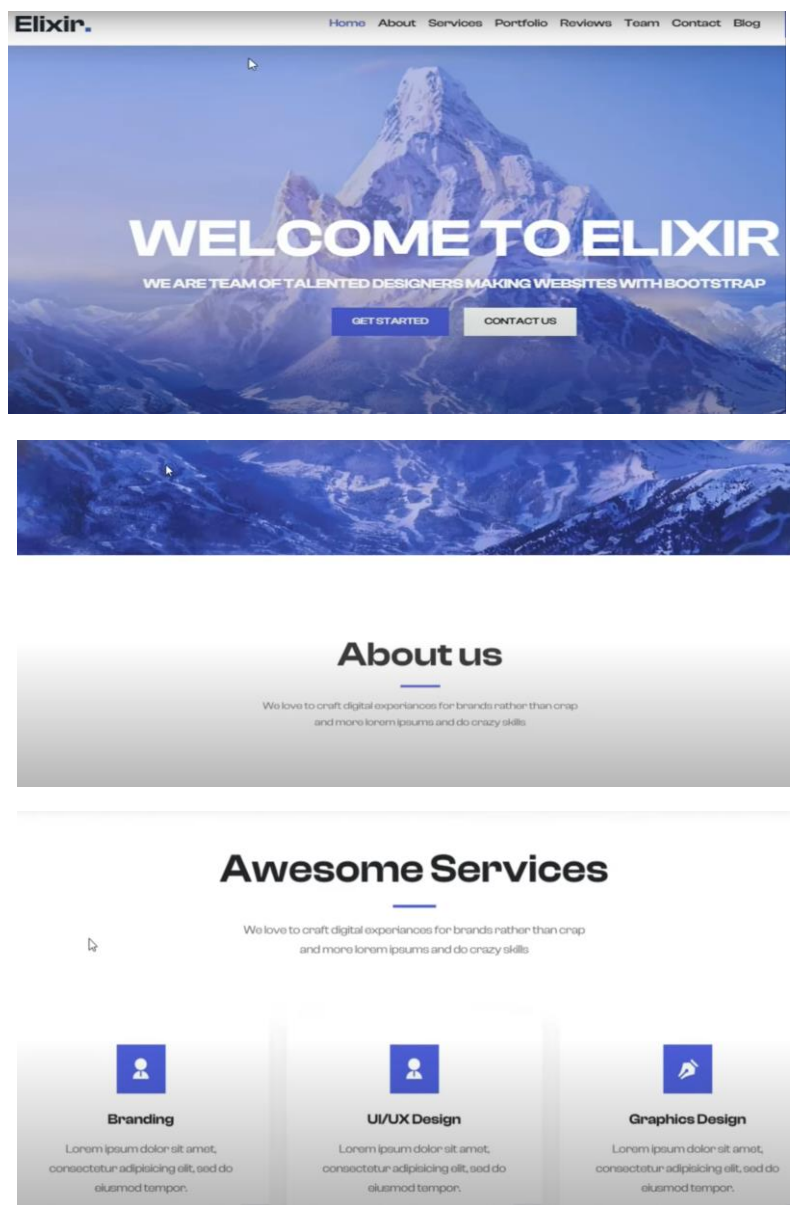 Elixir.
Home About Services Portfolio Reviews Team Contact Blog
WELCOME TO ELIXIR
WE ARE TEAM OF TALENTED DESIGNERS MAKING WEBSITES WITH BOOTSTRAP
GET STARTED
CONTACT US
About us
We love to craft digital experiances for brands rather than crap
and more lorem ipsums and do crazy skills
Awesome Services
We love to craft digital experiances for brands rather than crap
and more lorem ipsums and do crazy skills
Branding
Lorem ipsum dolor sit amet,
consectetur adipisicing elit, sed do
eiusmod tempor.
UI/UX Design
Lorem ipsum dolor sit amet,
consectetur adipisicing elit, sed do
eiusmod tempor.
Graphics Design
Lorem ipsum dolor sit amet,
consectetur adipisicing elit, sed do
eiusmod tempor.